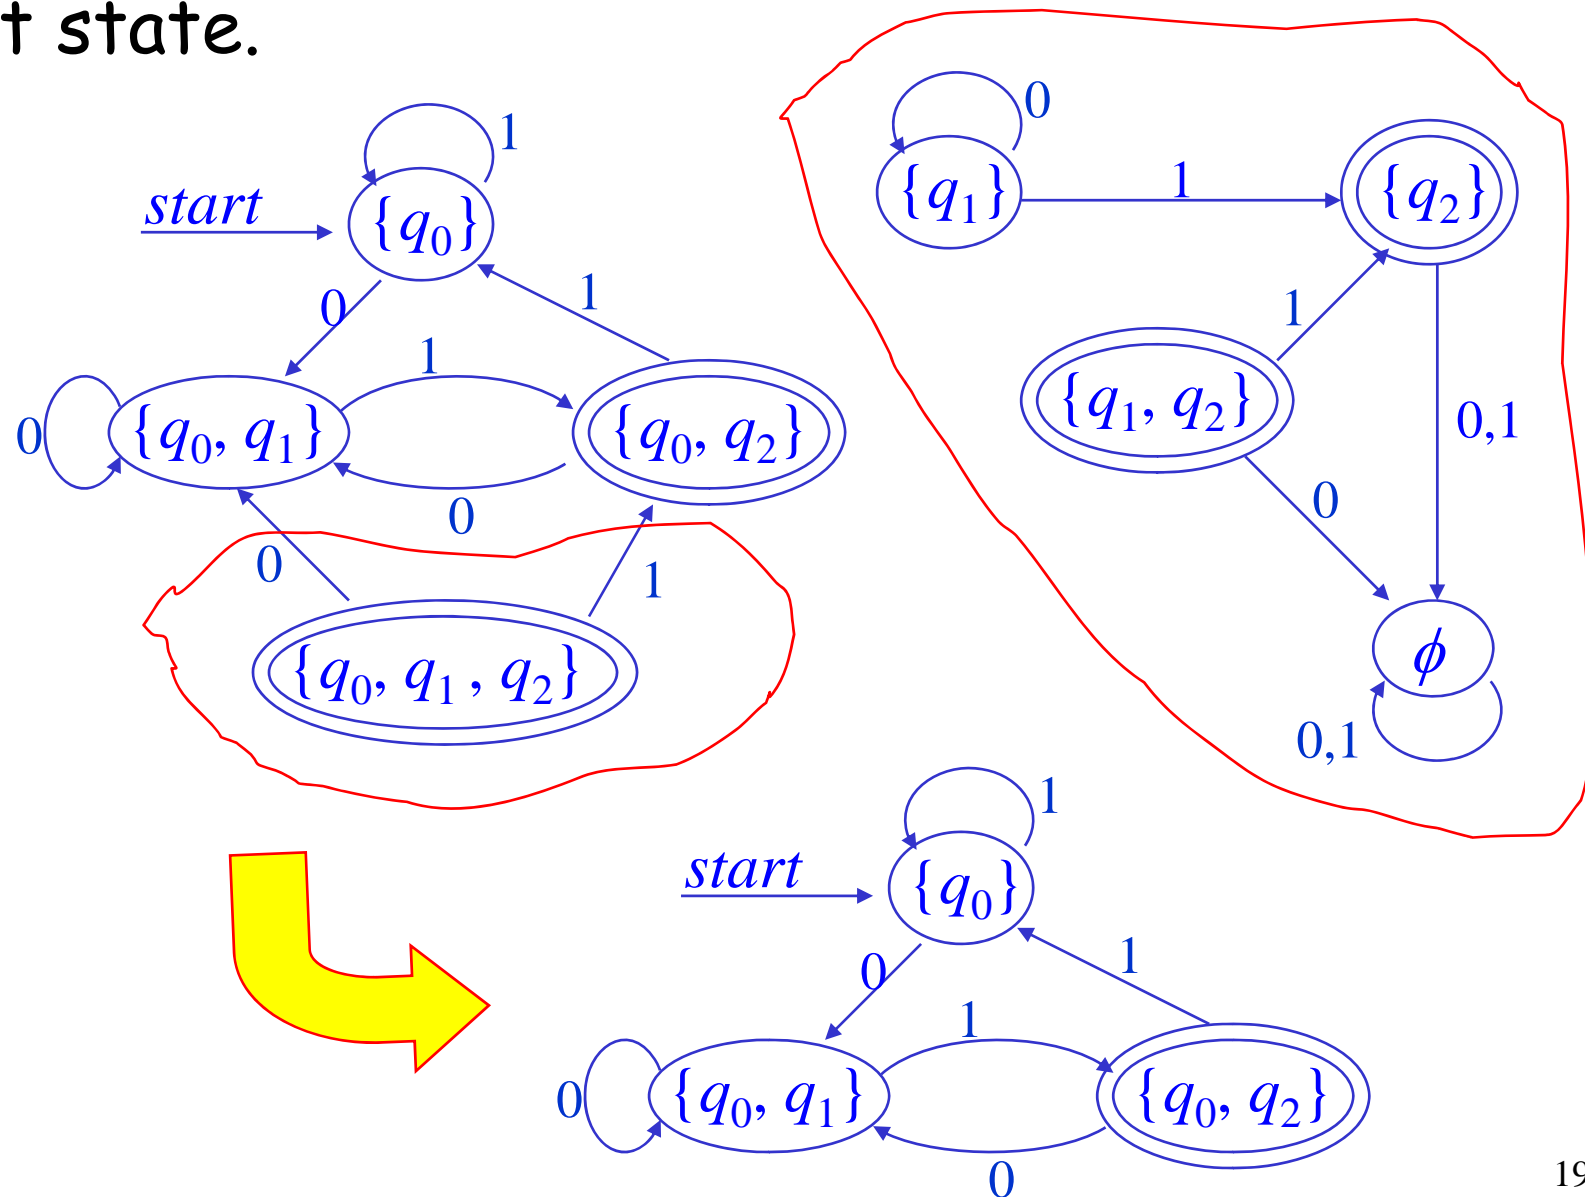 t state.
0
1
{q₁}
1
{q₂}
start
{q₀}
0
1
1
1
{q₁, q₂}
0,1
0
{q₀, q₁}
{q₀, q₂}
0
0
0
1
{q₀, q₁ , q₂}
ϕ
0,1
1
start
{q₀}
0
1
1
0
{q₀, q₁}
{q₀, q₂}
0
19